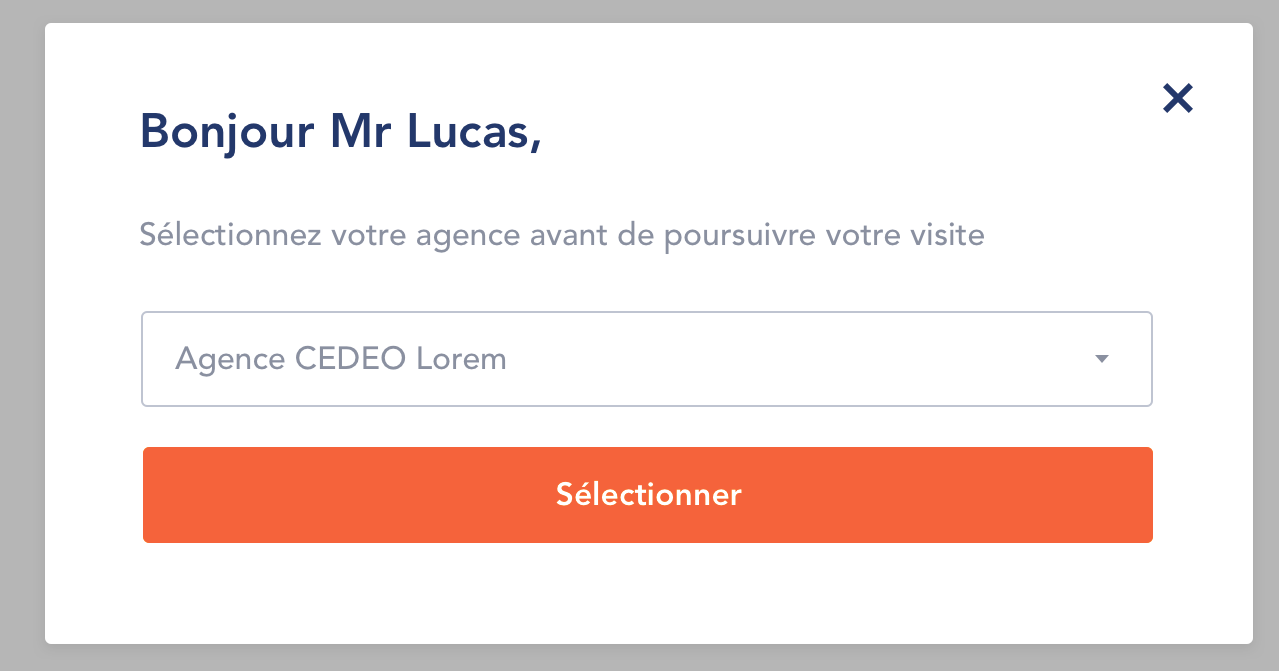 Bonjour Mr Lucas,
Sélectionnez votre agence avant de poursuivre votre visite
Agence CEDEO Lorem
Sélectionner